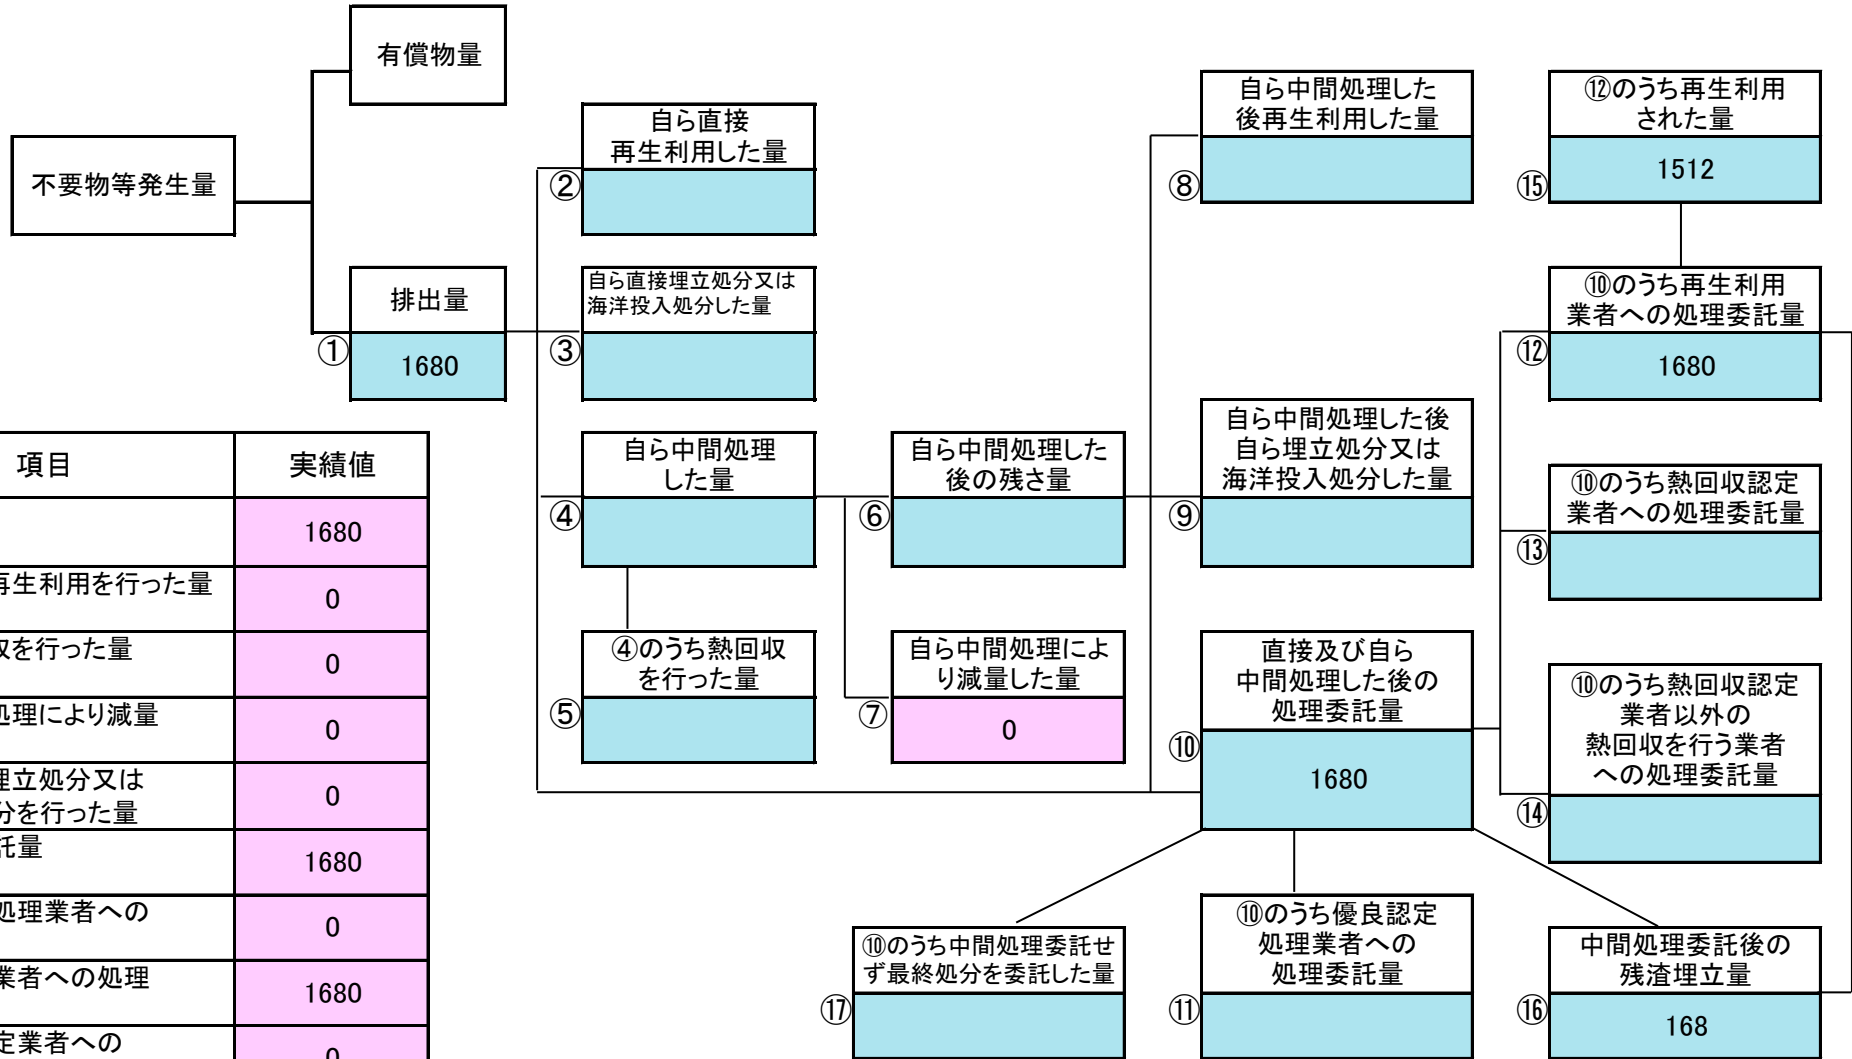 有償物量
不要物等発生量
排出量
①
1680
自ら直接
再生利用した量
②
自ら直接埋立処分又は
海洋投入処分した量
③
自ら中間処理
した量
④
④のうち熱回収
を行った量
⑤
自ら中間処理した
後の残さ量
⑥
自ら中間処理によ
り減量した量
⑦
0
自ら中間処理した
後再生利用した量
⑧
自ら中間処理した後
自ら埋立処分又は
海洋投入処分した量
⑨
直接及び自ら
中間処理した後の
処理委託量
⑩
1680
⑩のうち優良認定
処理業者への
処理委託量
⑪
⑫のうち再生利用
された量
⑮
1512
⑩のうち再生利用
業者への処理委託量
⑫
1680
⑩のうち熱回収認定
業者への処理委託量
⑬
⑩のうち熱回収認定
業者以外の
熱回収を行う業者
への処理委託量
⑭
中間処理委託後の
残渣埋立量
⑯
168
⑩のうち中間処理委託せ
ず最終処分を委託した量
⑰
項目 実績値
1680
再生利用を行った量 0
を行った量 0
処理により減量 0
埋立処分又は
分を行った量 0
託量 1680
処理業者への 0
業者への処理 1680
定業者への